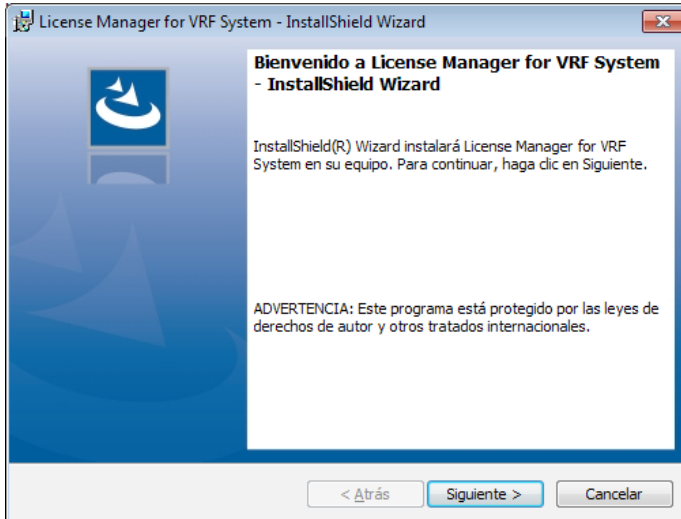 License Manager for VRF System - InstallShield Wizard
Bienvenido a License Manager for VRF System
- InstallShield Wizard
InstallShield(R) Wizard instalará License Manager for VRF
System en su equipo. Para continuar, haga clic en Siguiente.
ADVERTENCIA: Este programa está protegido por las leyes de
derechos de autor y otros tratados internacionales.
< Atrás
Siguiente >
Cancelar